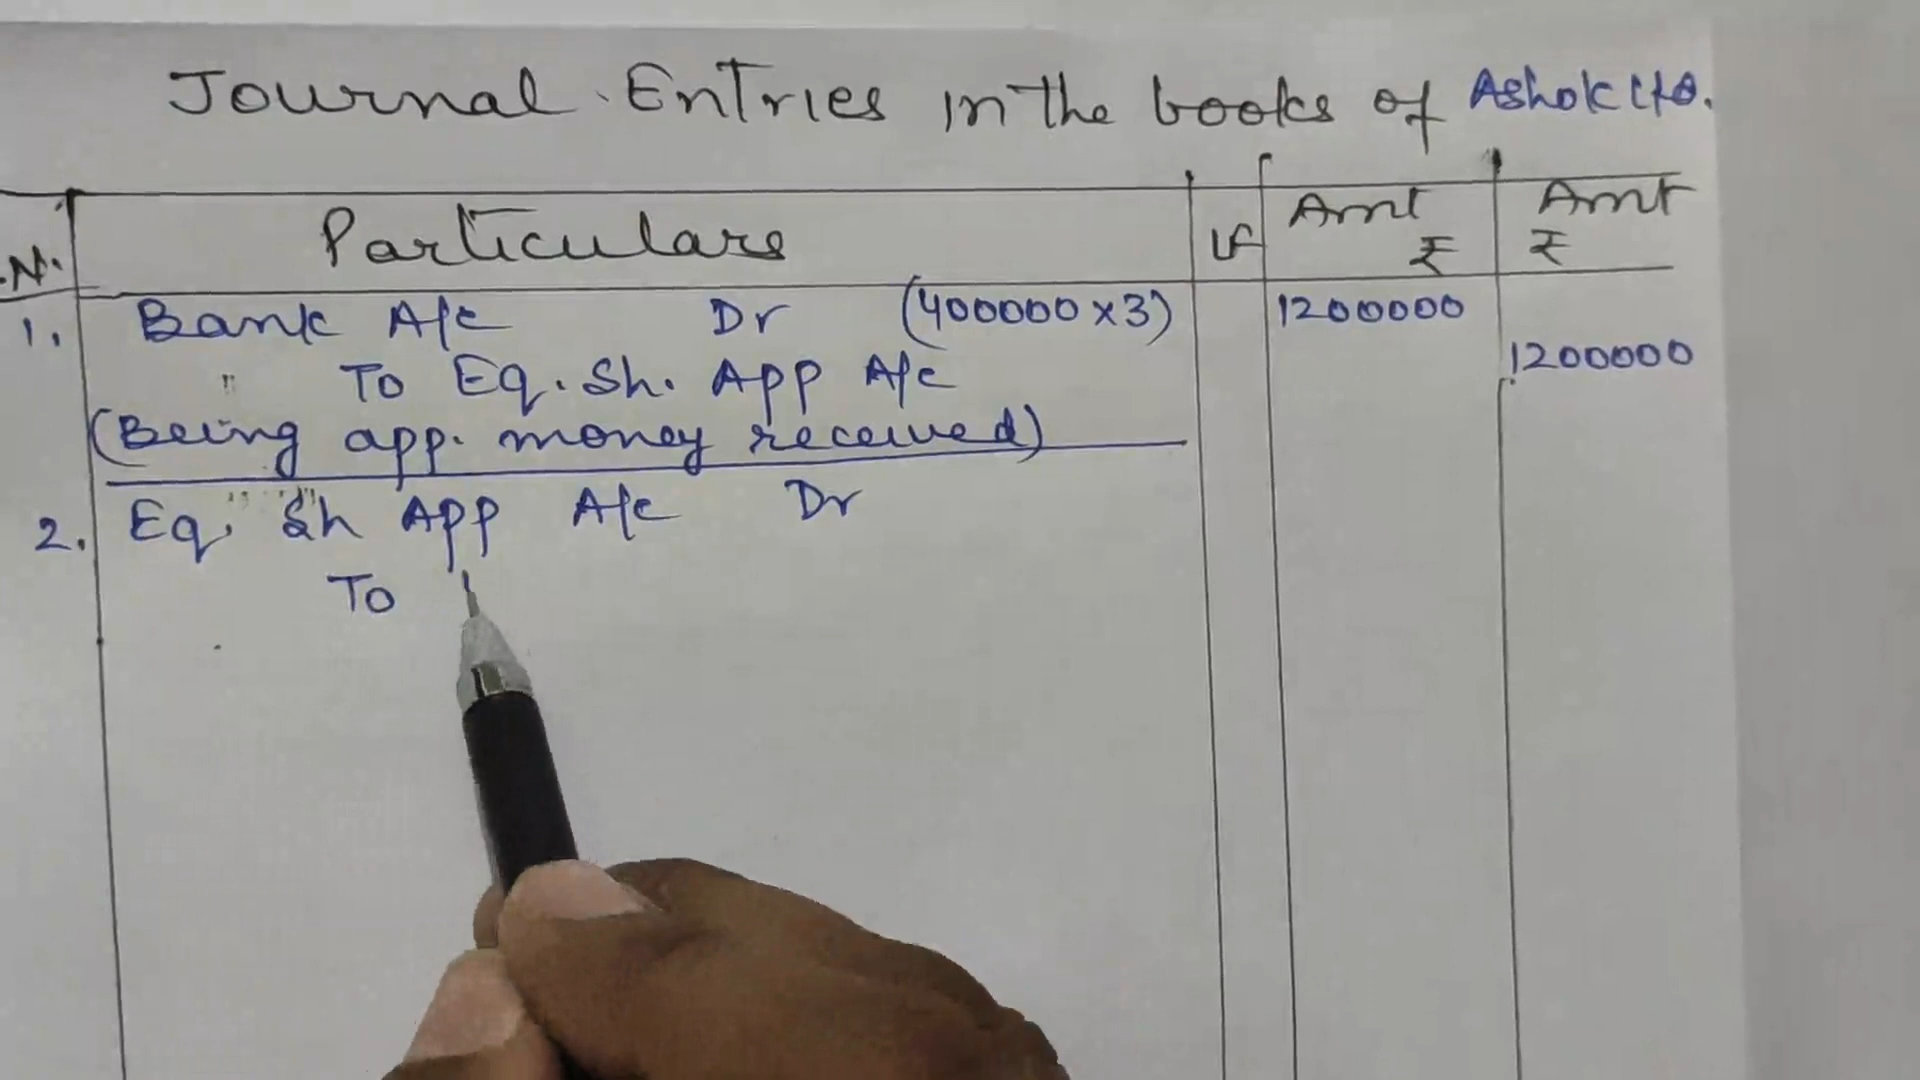 Journal Entries in the books of Ashok Ltd.
.N. Particulars LF Amt ₹ Amt ₹
1. Bank A/c Dr (400000 x 3) 1200000
" To Eq. Sh. App A/c 1200000
(Being app. money received)
2. Eq. Sh App A/c Dr
To